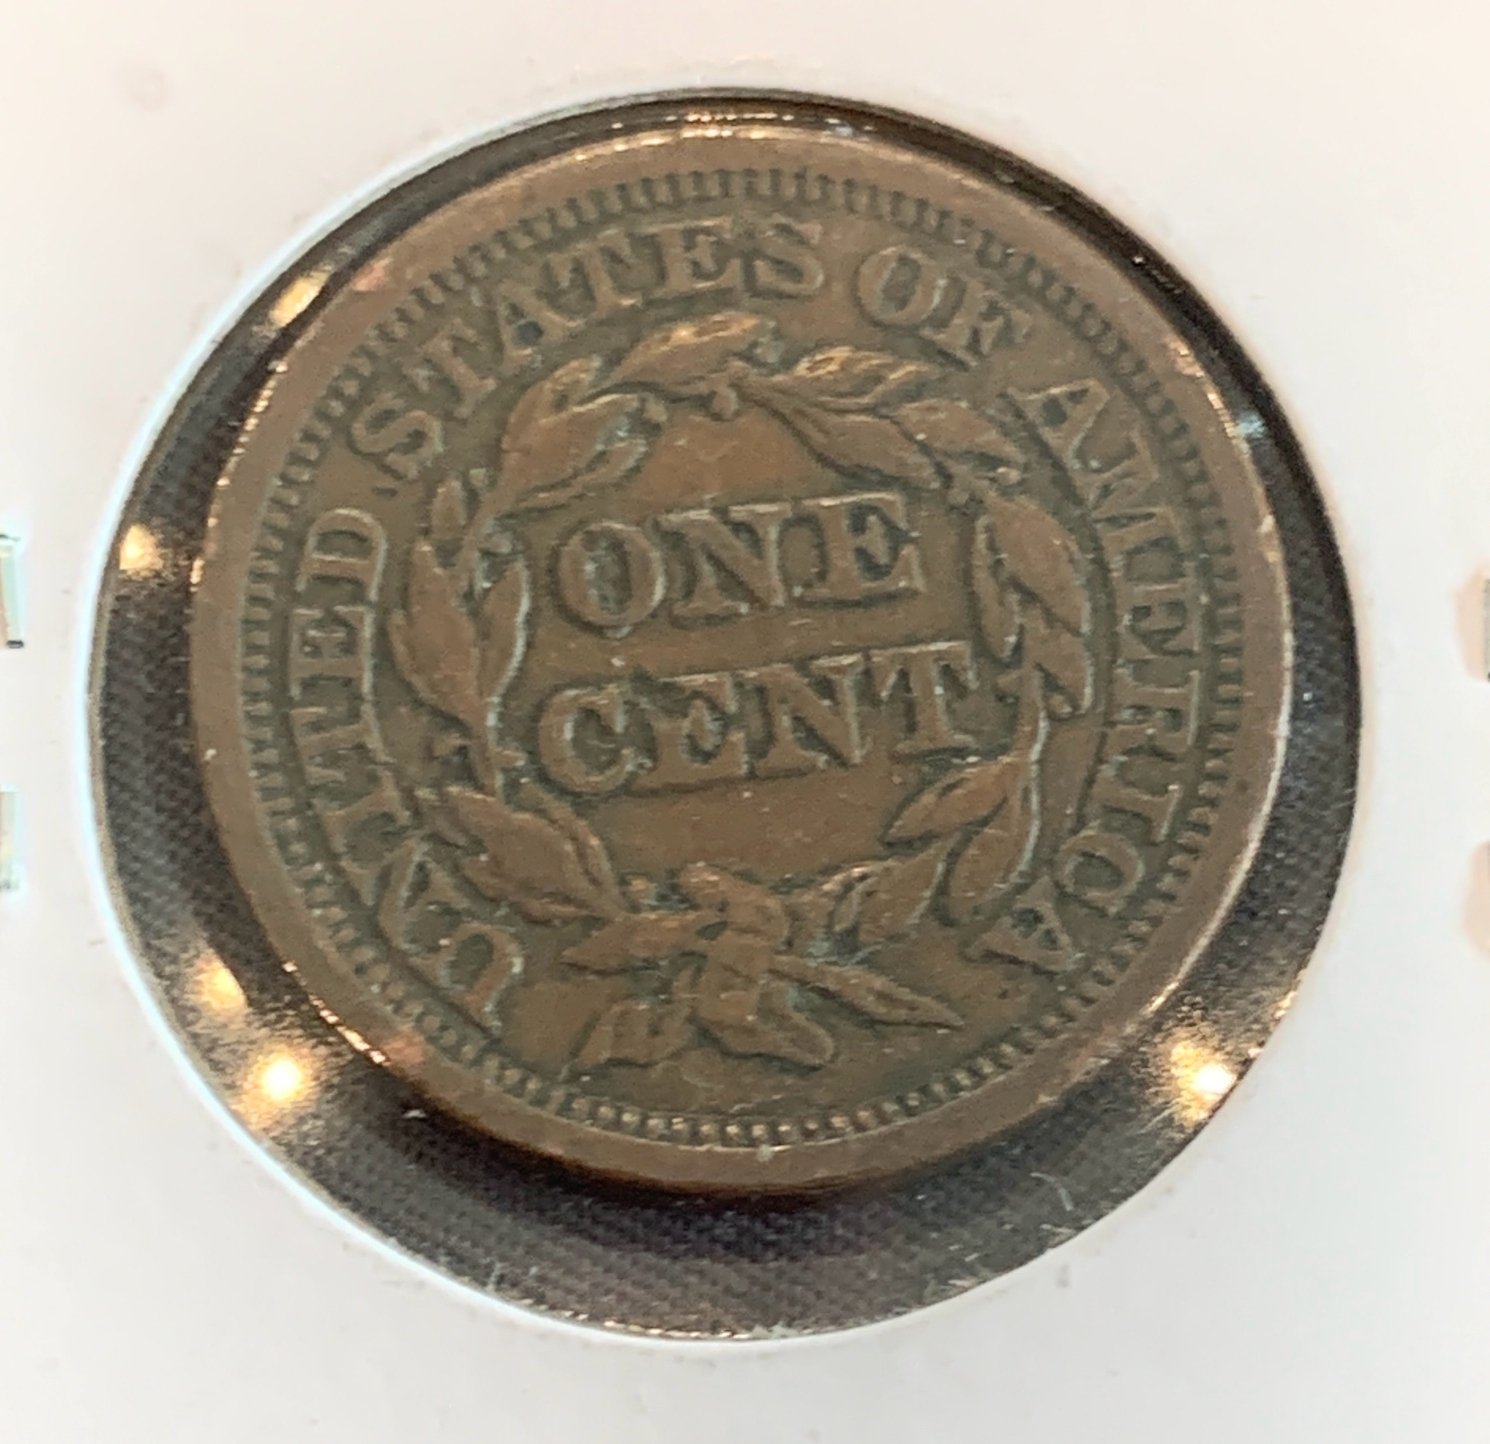 UNITED STATES OF AMERICA
ONE
CENT